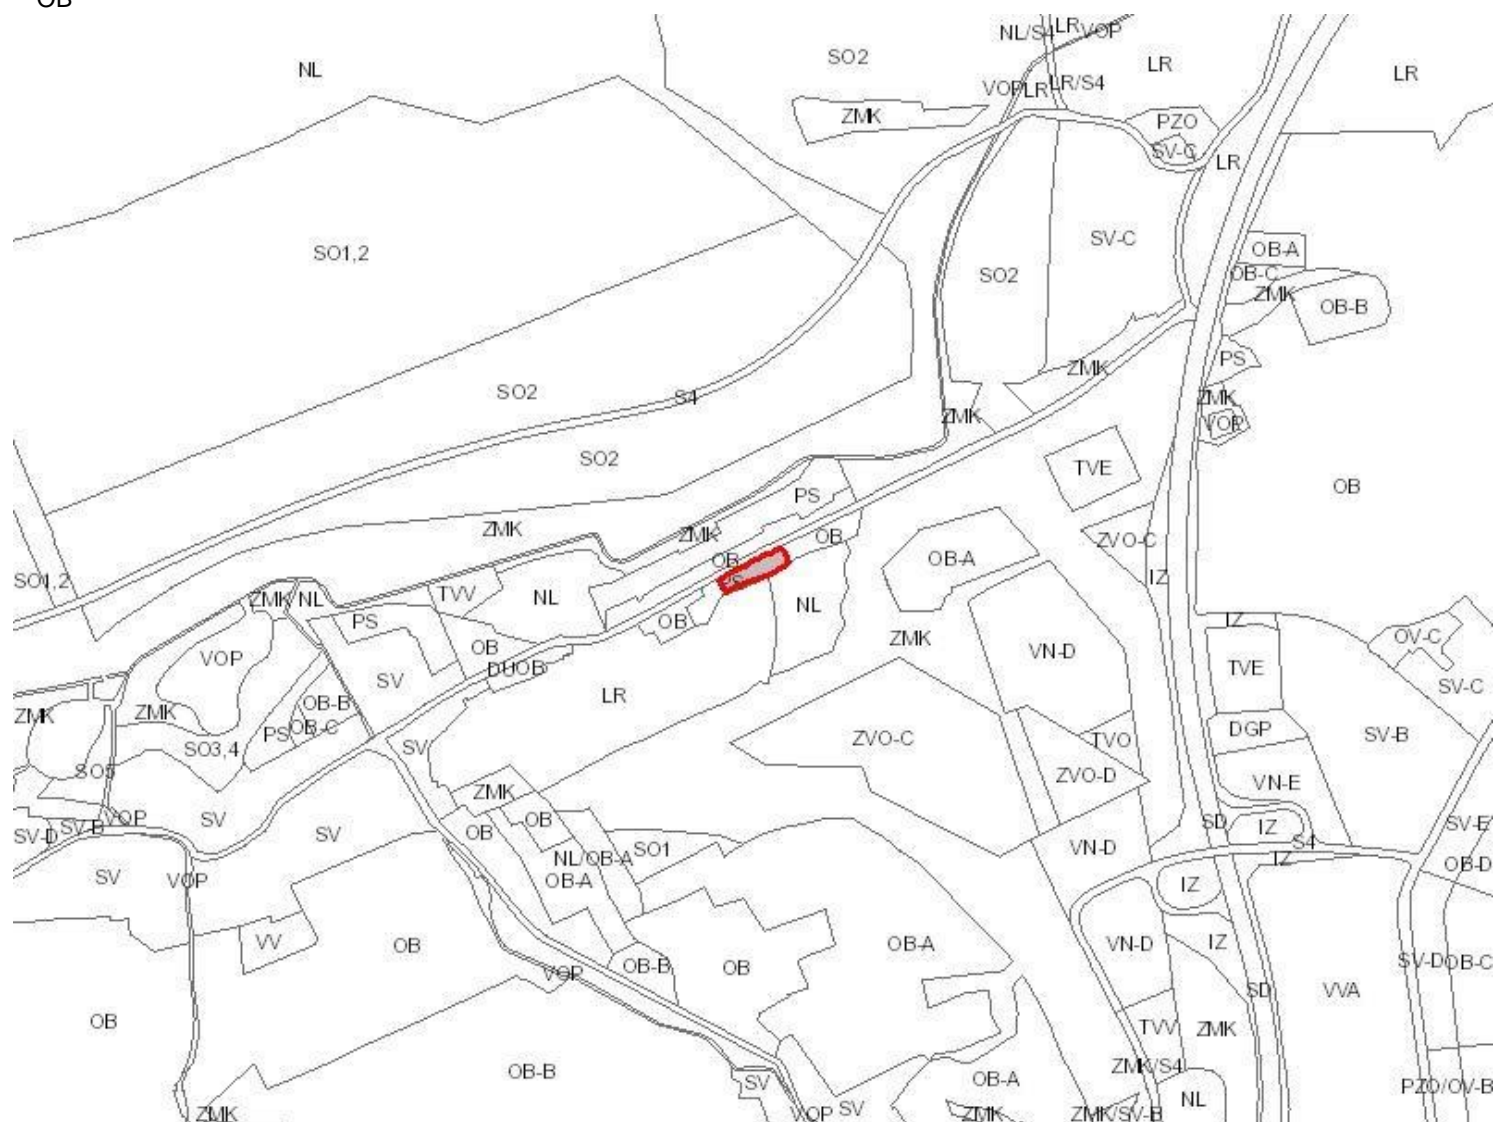 OB
NL/S4 LR VOP
NL
SO2
LR
LR
VOP LR LR/S4
ZMK
PZO
SV-C
LR
SO1,2
SV-C
OB-A
SO2
OB-C
ZMK
OB-B
PS
ZMK
SO2
S4
ZMK
VOP
ZMK
SO2
TVE
OB
PS
ZMK
ZMK
OB
ZVO-C
OB
OB-A
SO1,2
IZ
PS
TVV
NL
ZMK
NL
NL
PS
OB
IZ
ZMK
OV-C
OB
VOP
VN-D
DUOB
TVE
SV
LR
SV-C
OB-B
ZMK
ZMK
PS
OB-C
DGP
SO3,4
SV
ZVO-C
TVO
SV-B
SO5
ZVO-D
VN-E
ZMK
VOP
SV
OB
SD
IZ
SV-E
SV-D
SV-B
SV
OB
S4
NL/OB-A
SO1
VN-D
IZ
OB-D
SV
VOP
OB-A
IZ
VV
OB
OB-A
VN-D
IZ
OB-B
OB
SV-D
OB-C
VOP
SD
VVA
OB
TVV
ZMK
OB-B
ZMK/S4
OB-A
SV
PZO/OV-B
NL
ZMK
VOP
SV
ZMK
ZMK/SV-B